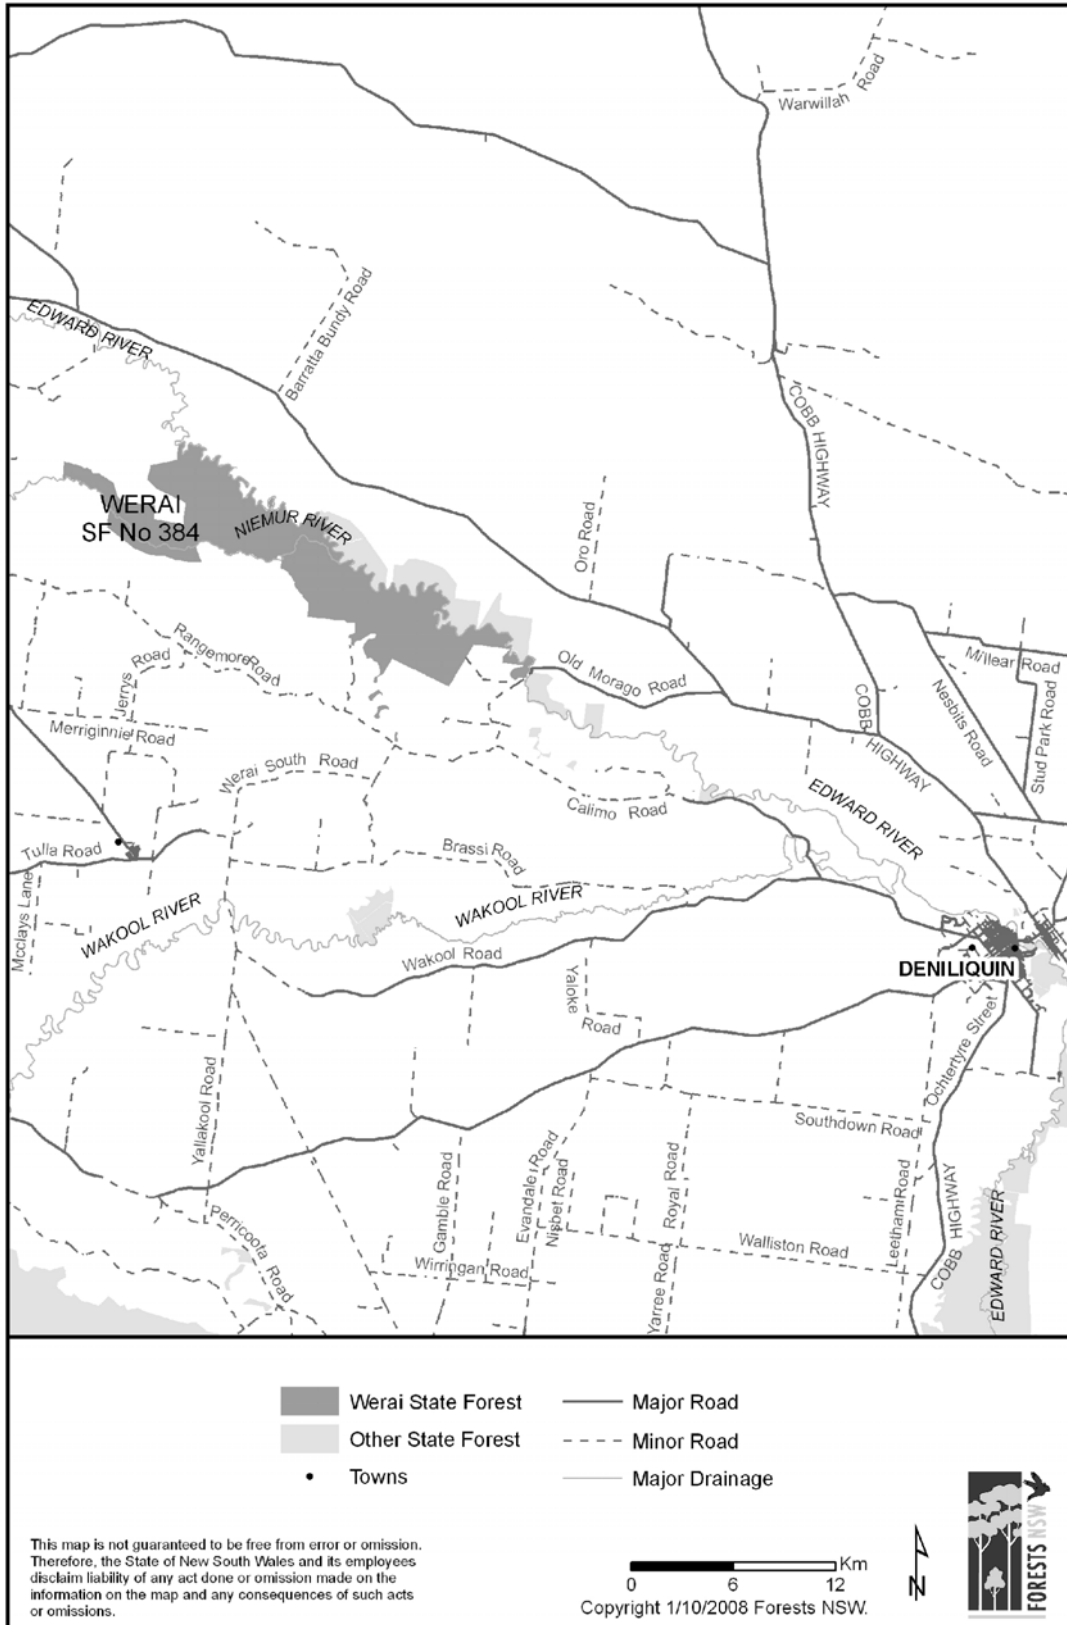 Warwillah Road
Barratta Bundy Road
EDWARD RIVER
COBB HIGHWAY
WERAI
SF No 384
NIEMUR RIVER
Oro Road
Rangemore Road
Jerrys Road
Old Morago Road
Millear Road
Nesbits Road
Stud Park Road
COBB HIGHWAY
Merriginnie Road
Werai South Road
Calimo Road
EDWARD RIVER
Tulla Road
Brassi Road
Mcclays Lane
WAKOOL RIVER
WAKOOL RIVER
Wakool Road
DENILIQUIN
Yaloke Road
Ochtertyre Street
Yallakool Road
Southdown Road
Gamble Road
Evandale Road
Nisbet Road
Royal Road
Leetham Road
COBB HIGHWAY
EDWARD RIVER
Perricoota Road
Walliston Road
Wirringan Road
Yarree Road
Werai State Forest
Other State Forest
Towns
Major Road
Minor Road
Major Drainage
This map is not guaranteed to be free from error or omission.
Therefore, the State of New South Wales and its employees
disclaim liability of any act done or omission made on the
information on the map and any consequences of such acts
or omissions.
Km
0 6 12
Copyright 1/10/2008 Forests NSW.
N
FORESTS NSW